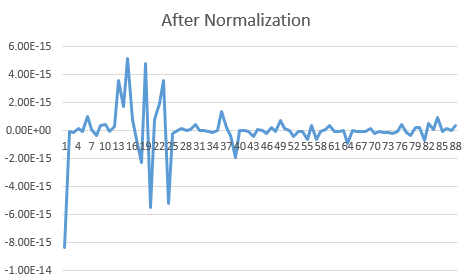 After Normalization
6.00E-15
4.00E-15
2.00E-15
0.00E+00
1 4 7 10 13 16 19 22 25 28 31 34 37 40 43 46 49 52 55 58 61 64 67 70 73 76 79 82 85 88
-2.00E-15
-4.00E-15
-6.00E-15
-8.00E-15
-1.00E-14